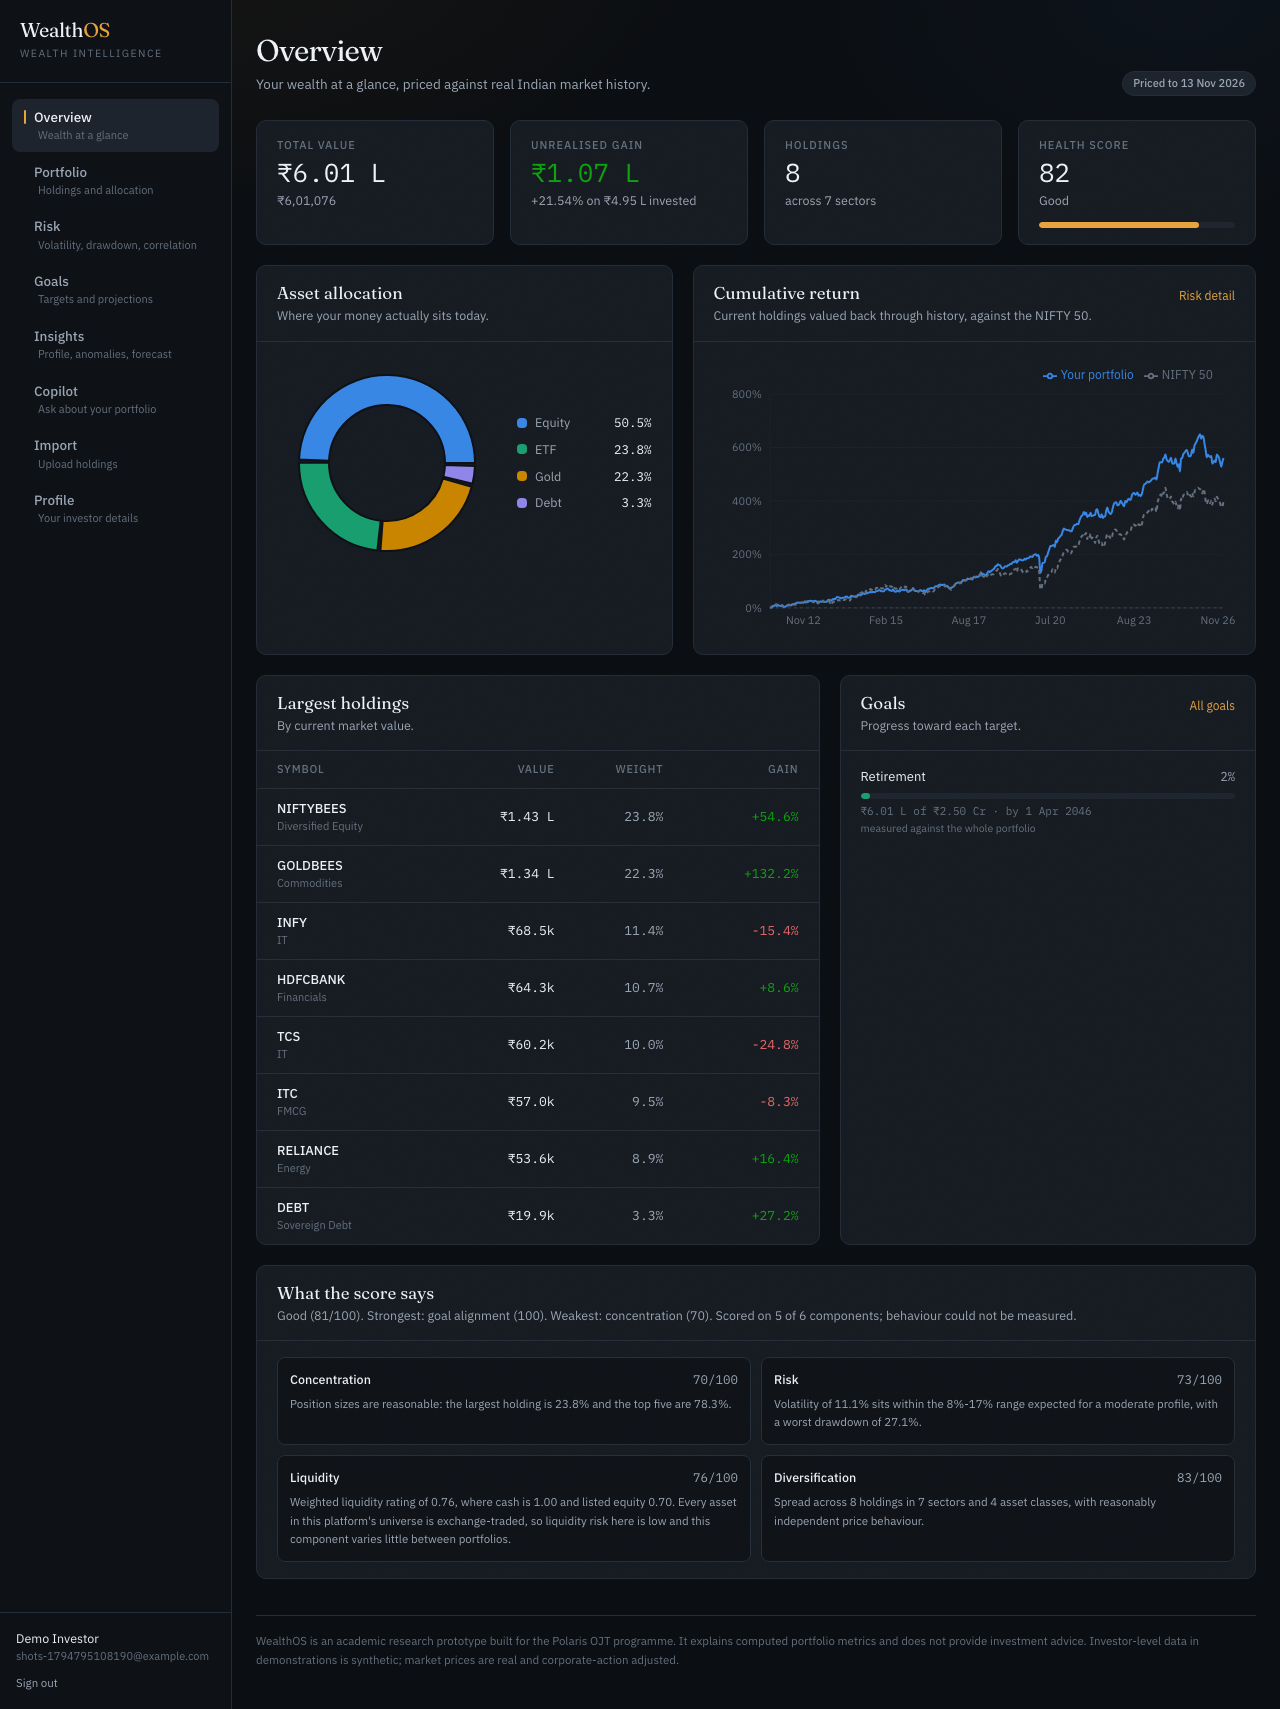 WealthOS
WEALTH INTELLIGENCE
Overview
Wealth at a glance
Portfolio
Holdings and allocation
Risk
Volatility, drawdown, correlation
Goals
Targets and projections
Insights
Profile, anomalies, forecast
Copilot
Ask about your portfolio
Import
Upload holdings
Profile
Your investor details
Demo Investor
shots-1794795108190@example.com
Sign out
Overview
Your wealth at a glance, priced against real Indian market history.
Priced to 13 Nov 2026
TOTAL VALUE
₹6.01 L
₹6,01,076
UNREALISED GAIN
₹1.07 L
+21.54% on ₹4.95 L invested
HOLDINGS
8
across 7 sectors
HEALTH SCORE
82
Good
Asset allocation
Where your money actually sits today.
Equity 50.5%
ETF 23.8%
Gold 22.3%
Debt 3.3%
Cumulative return
Risk detail
Current holdings valued back through history, against the NIFTY 50.
Your portfolio NIFTY 50
800%
600%
400%
200%
0%
Nov 12 Feb 15 Aug 17 Jul 20 Aug 23 Nov 26
Largest holdings
By current market value.
SYMBOL VALUE WEIGHT GAIN
NIFTYBEES
Diversified Equity
₹1.43 L 23.8% +54.6%
GOLDBEES
Commodities
₹1.34 L 22.3% +132.2%
INFY
IT
₹68.5k 11.4% -15.4%
HDFCBANK
Financials
₹64.3k 10.7% +8.6%
TCS
IT
₹60.2k 10.0% -24.8%
ITC
FMCG
₹57.0k 9.5% -8.3%
RELIANCE
Energy
₹53.6k 8.9% +16.4%
DEBT
Sovereign Debt
₹19.9k 3.3% +27.2%
Goals
All goals
Progress toward each target.
Retirement 2%
₹6.01 L of ₹2.50 Cr · by 1 Apr 2046
measured against the whole portfolio
What the score says
Good (81/100). Strongest: goal alignment (100). Weakest: concentration (70). Scored on 5 of 6 components; behaviour could not be measured.
Concentration 70/100
Position sizes are reasonable: the largest holding is 23.8% and the top five are 78.3%.
Risk 73/100
Volatility of 11.1% sits within the 8%-17% range expected for a moderate profile, with
a worst drawdown of 27.1%.
Liquidity 76/100
Weighted liquidity rating of 0.76, where cash is 1.00 and listed equity 0.70. Every asset
in this platform's universe is exchange-traded, so liquidity risk here is low and this
component varies little between portfolios.
Diversification 83/100
Spread across 8 holdings in 7 sectors and 4 asset classes, with reasonably
independent price behaviour.
WealthOS is an academic research prototype built for the Polaris OJT programme. It explains computed portfolio metrics and does not provide investment advice. Investor-level data in
demonstrations is synthetic; market prices are real and corporate-action adjusted.